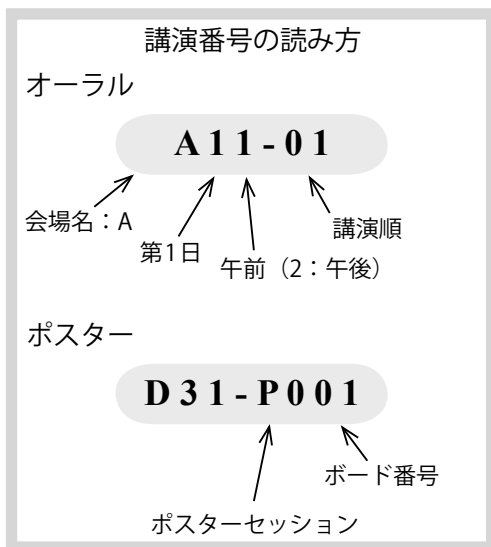 講演番号の読み方
オーラル
A11-01
会場名：A
第1日
午前（2：午後）
講演順
ポスター
D31-P001
ボード番号
ポスターセッション